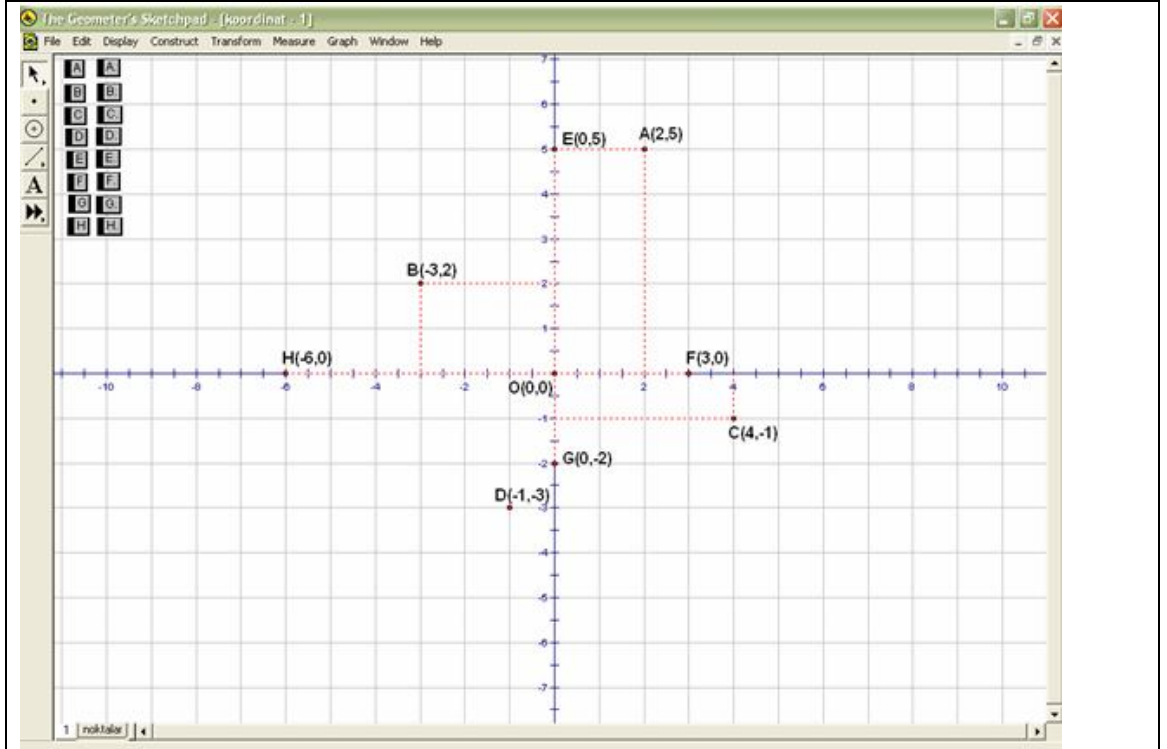 The Geometer's Sketchpad - [koordinat - 1]
File Edit Display Construct Transform Measure Graph Window Help
A A.
B B.
C C.
D D.
E E.
F F.
G G.
H H.
A
7
6
E(0,5) A(2,5)
5
4
3
B(-3,2)
2
1
H(-6,0) F(3,0)
-10 -8 -6 -4 -2 2 4 6 8 10
O(0,0)
-1
C(4,-1)
-2 G(0,-2)
D(-1,-3)
-3
-4
-5
-6
-7
1 noktalar